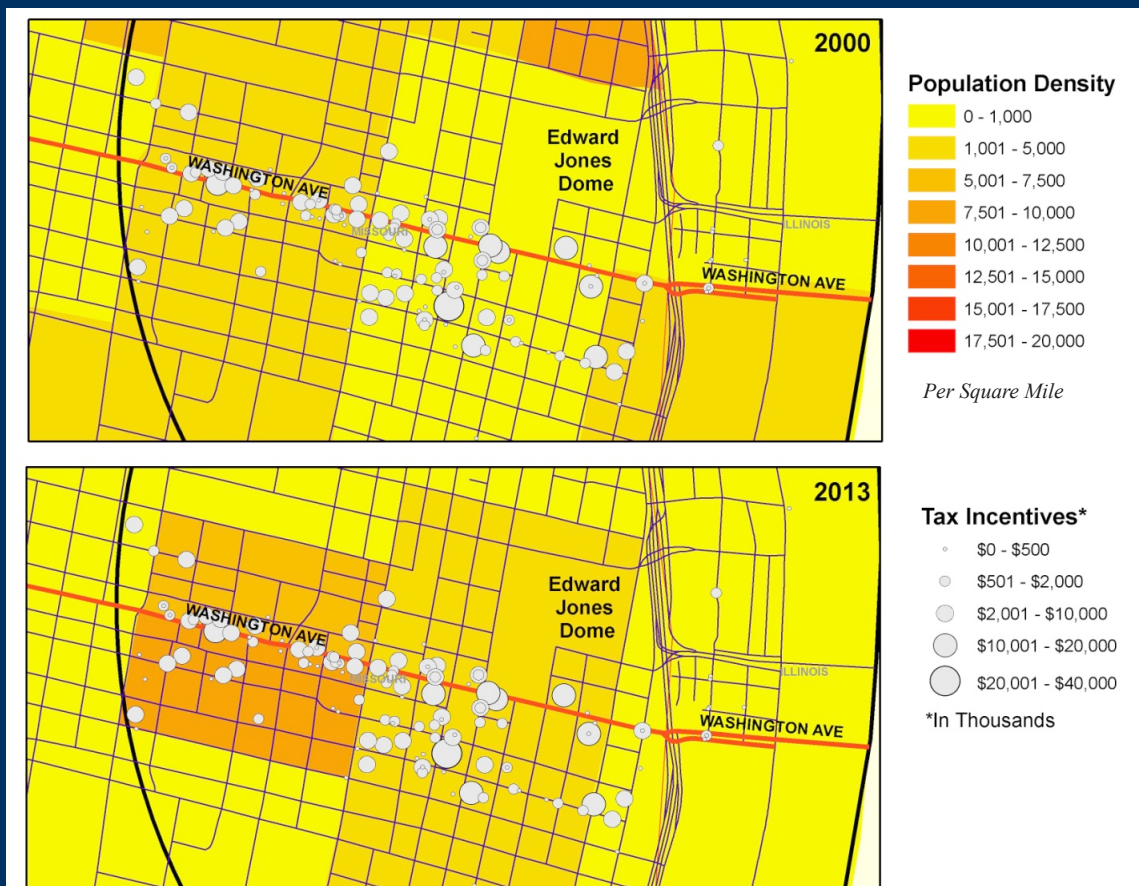 2000
Edward
Jones
Dome
WASHINGTON AVE
MISSOURI
ILLINOIS
WASHINGTON AVE
Population Density
0 - 1,000
1,001 - 5,000
5,001 - 7,500
7,501 - 10,000
10,001 - 12,500
12,501 - 15,000
15,001 - 17,500
17,501 - 20,000
Per Square Mile
2013
Edward
Jones
Dome
WASHINGTON AVE
MISSOURI
ILLINOIS
WASHINGTON AVE
Tax Incentives*
$0 - $500
$501 - $2,000
$2,001 - $10,000
$10,001 - $20,000
$20,001 - $40,000
*In Thousands